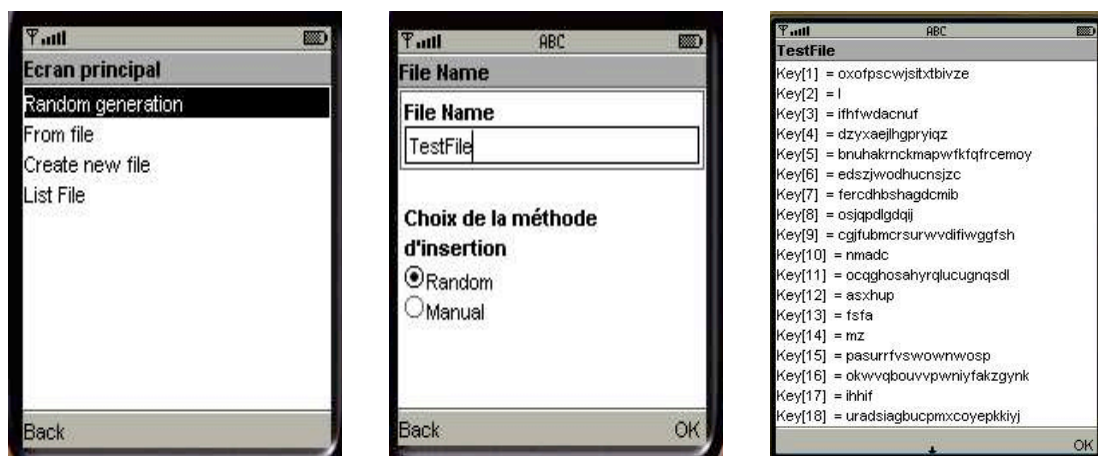 Ecran principal
Random generation
From file
Create new file
List File
Back
ABC
File Name
File Name
TestFile
Choix de la méthode
d'insertion
Random
Manual
Back OK
ABC
TestFile
Key[1] = oxofpscwjsitxtbivze
Key[2] = l
Key[3] = ifhfwdacnuf
Key[4] = dzyxaejlhgpryiqz
Key[5] = bnuhakrnckmapwfkfqfrcemoy
Key[6] = edszjwodhucnsjzc
Key[7] = fercdhbshagdcmib
Key[8] = osjqpdlgdqij
Key[9] = cgjfubmcrsurwvdifiwggfsh
Key[10] = nmadc
Key[11] = ocqghosahyrqlucugnqsdl
Key[12] = asxhup
Key[13] = fsfa
Key[14] = mz
Key[15] = pasurrfvswownwosp
Key[16] = okwvqbouvvpwniyfakzgynk
Key[17] = ihhif
Key[18] = uradsiagbucpmxcoyepkkiyj
OK